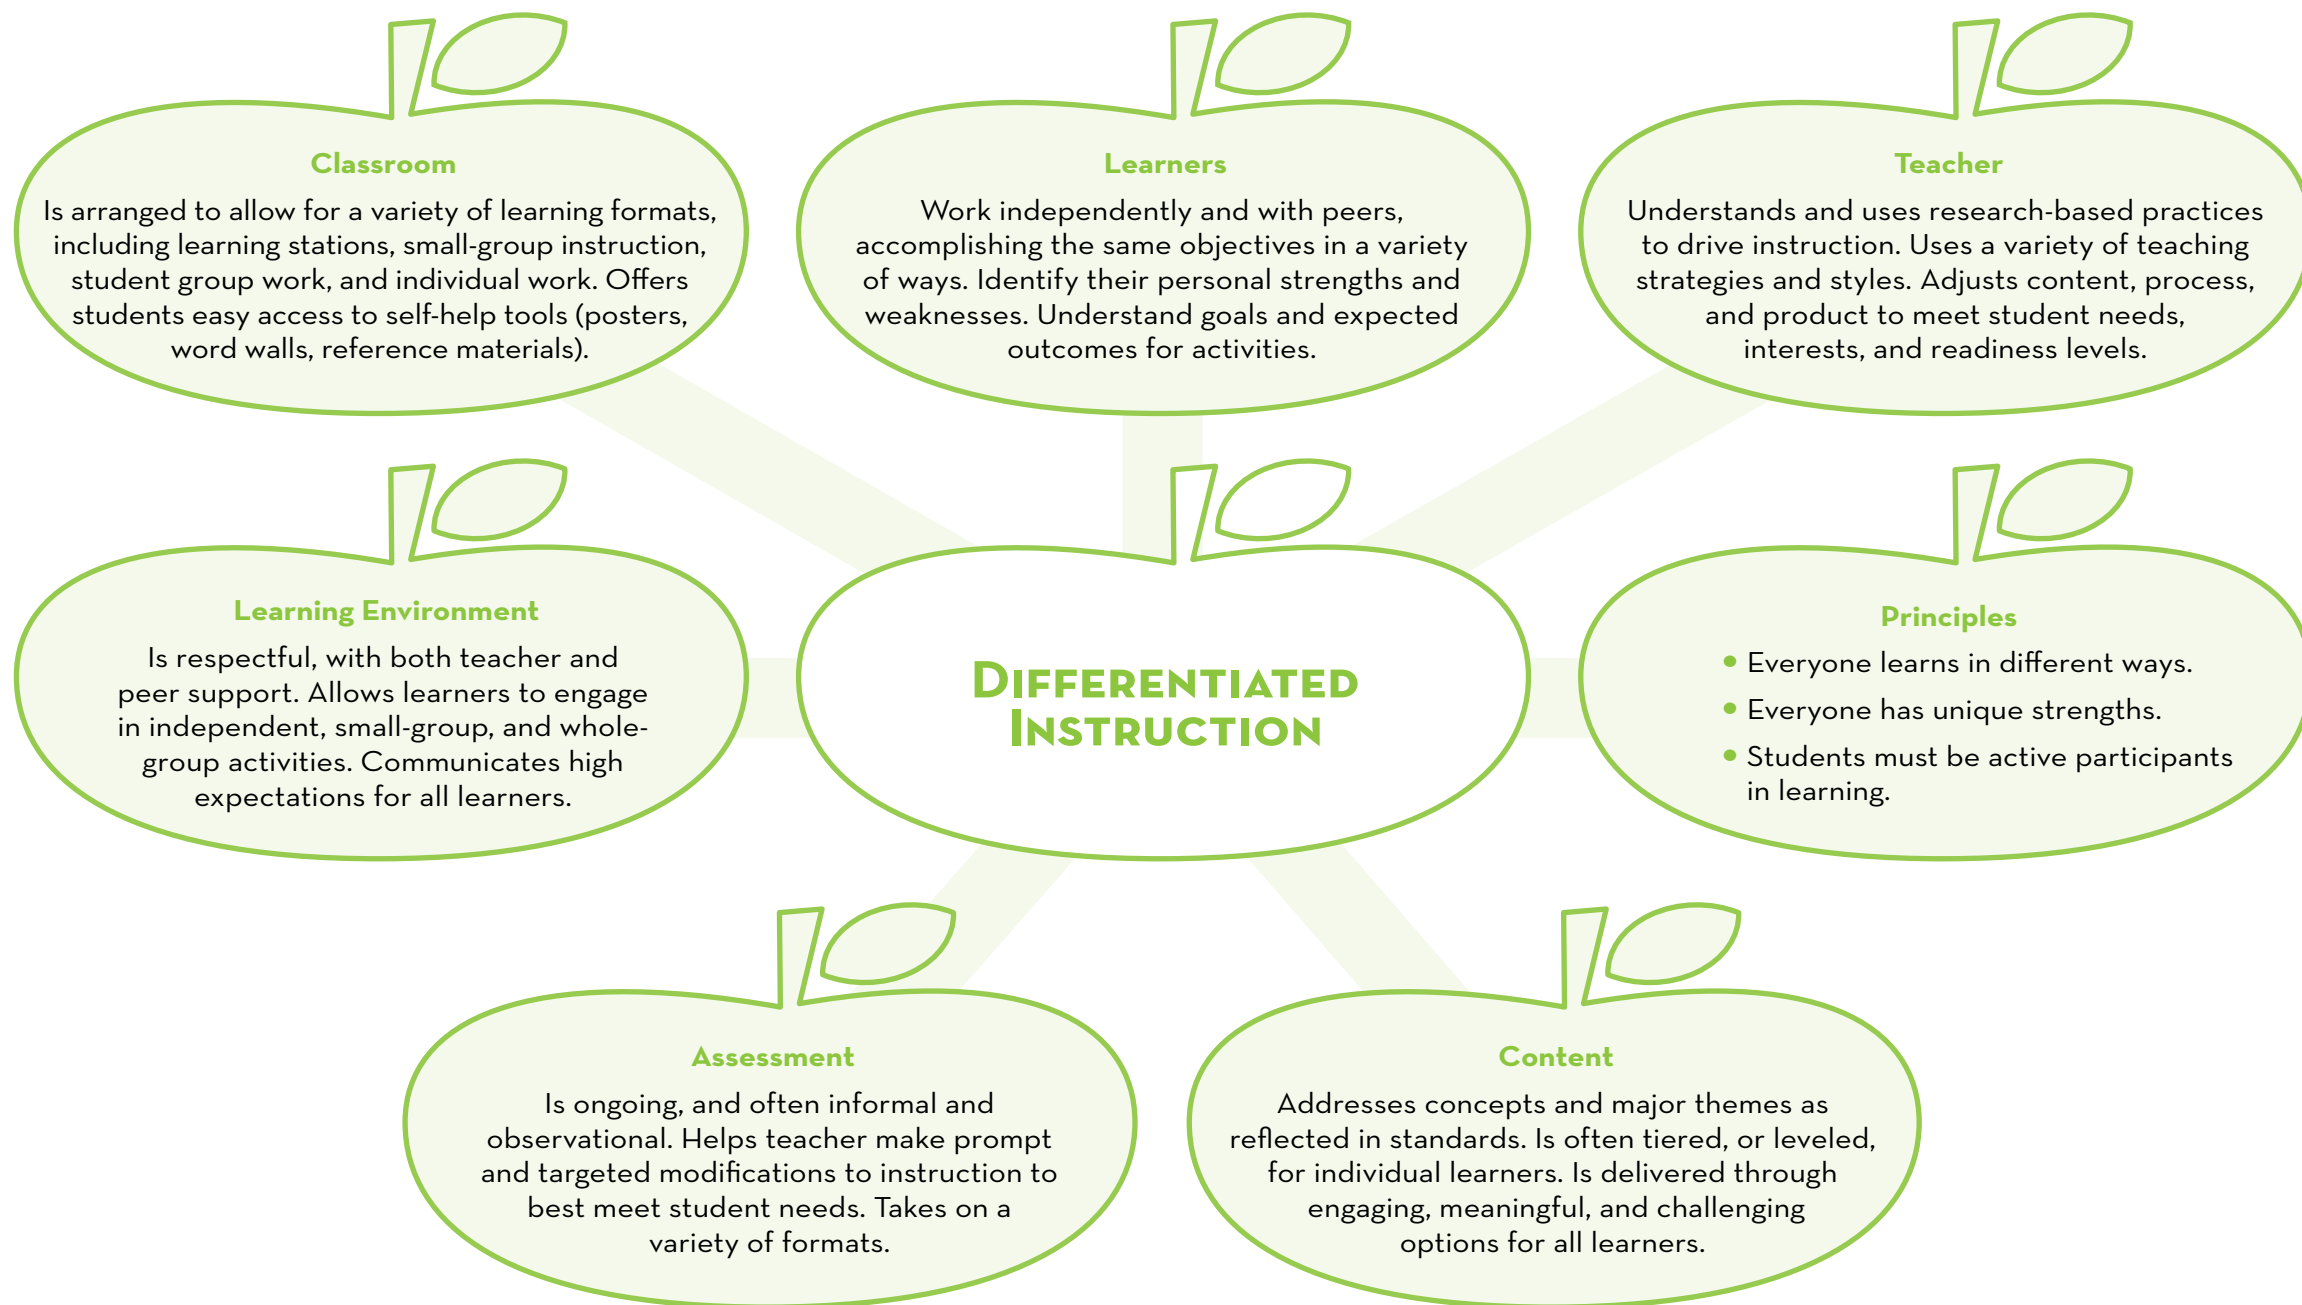 Classroom
Is arranged to allow for a variety of learning formats,
including learning stations, small-group instruction,
student group work, and individual work. Offers
students easy access to self-help tools (posters,
word walls, reference materials).
Learners
Work independently and with peers,
accomplishing the same objectives in a variety
of ways. Identify their personal strengths and
weaknesses. Understand goals and expected
outcomes for activities.
Teacher
Understands and uses research-based practices
to drive instruction. Uses a variety of teaching
strategies and styles. Adjusts content, process,
and product to meet student needs,
interests, and readiness levels.
Learning Environment
Is respectful, with both teacher and
peer support. Allows learners to engage
in independent, small-group, and whole-
group activities. Communicates high
expectations for all learners.
DIFFERENTIATED
INSTRUCTION
Principles
• Everyone learns in different ways.
• Everyone has unique strengths.
• Students must be active participants
in learning.
Assessment
Is ongoing, and often informal and
observational. Helps teacher make prompt
and targeted modifications to instruction to
best meet student needs. Takes on a
variety of formats.
Content
Addresses concepts and major themes as
reflected in standards. Is often tiered, or leveled,
for individual learners. Is delivered through
engaging, meaningful, and challenging
options for all learners.